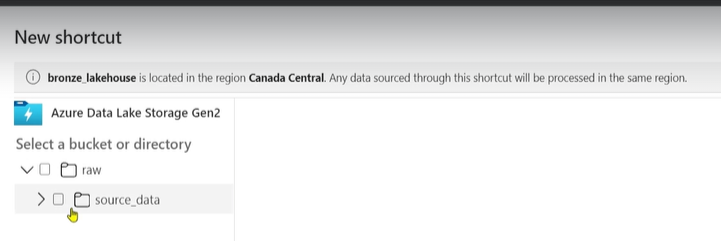 New shortcut
bronze_lakehouse is located in the region Canada Central. Any data sourced through this shortcut will be processed in the same region.
Azure Data Lake Storage Gen2
Select a bucket or directory
raw
source_data